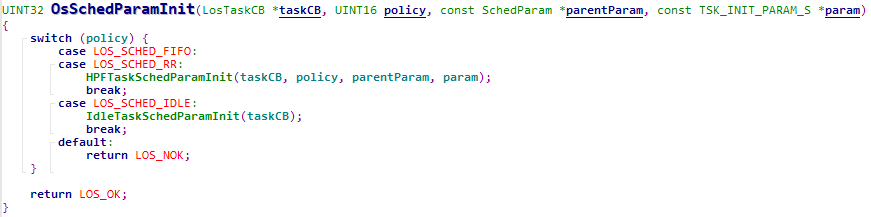 UINT32 OsSchedParamInit(LosTaskCB *taskCB, UINT16 policy, const SchedParam *parentParam, const TSK_INIT_PARAM_S *param)
{
    switch (policy) {
        case LOS_SCHED_FIFO:
        case LOS_SCHED_RR:
            HPFTaskSchedParamInit(taskCB, policy, parentParam, param);
            break;
        case LOS_SCHED_IDLE:
            IdleTaskSchedParamInit(taskCB);
            break;
        default:
            return LOS_NOK;
    }

    return LOS_OK;
}